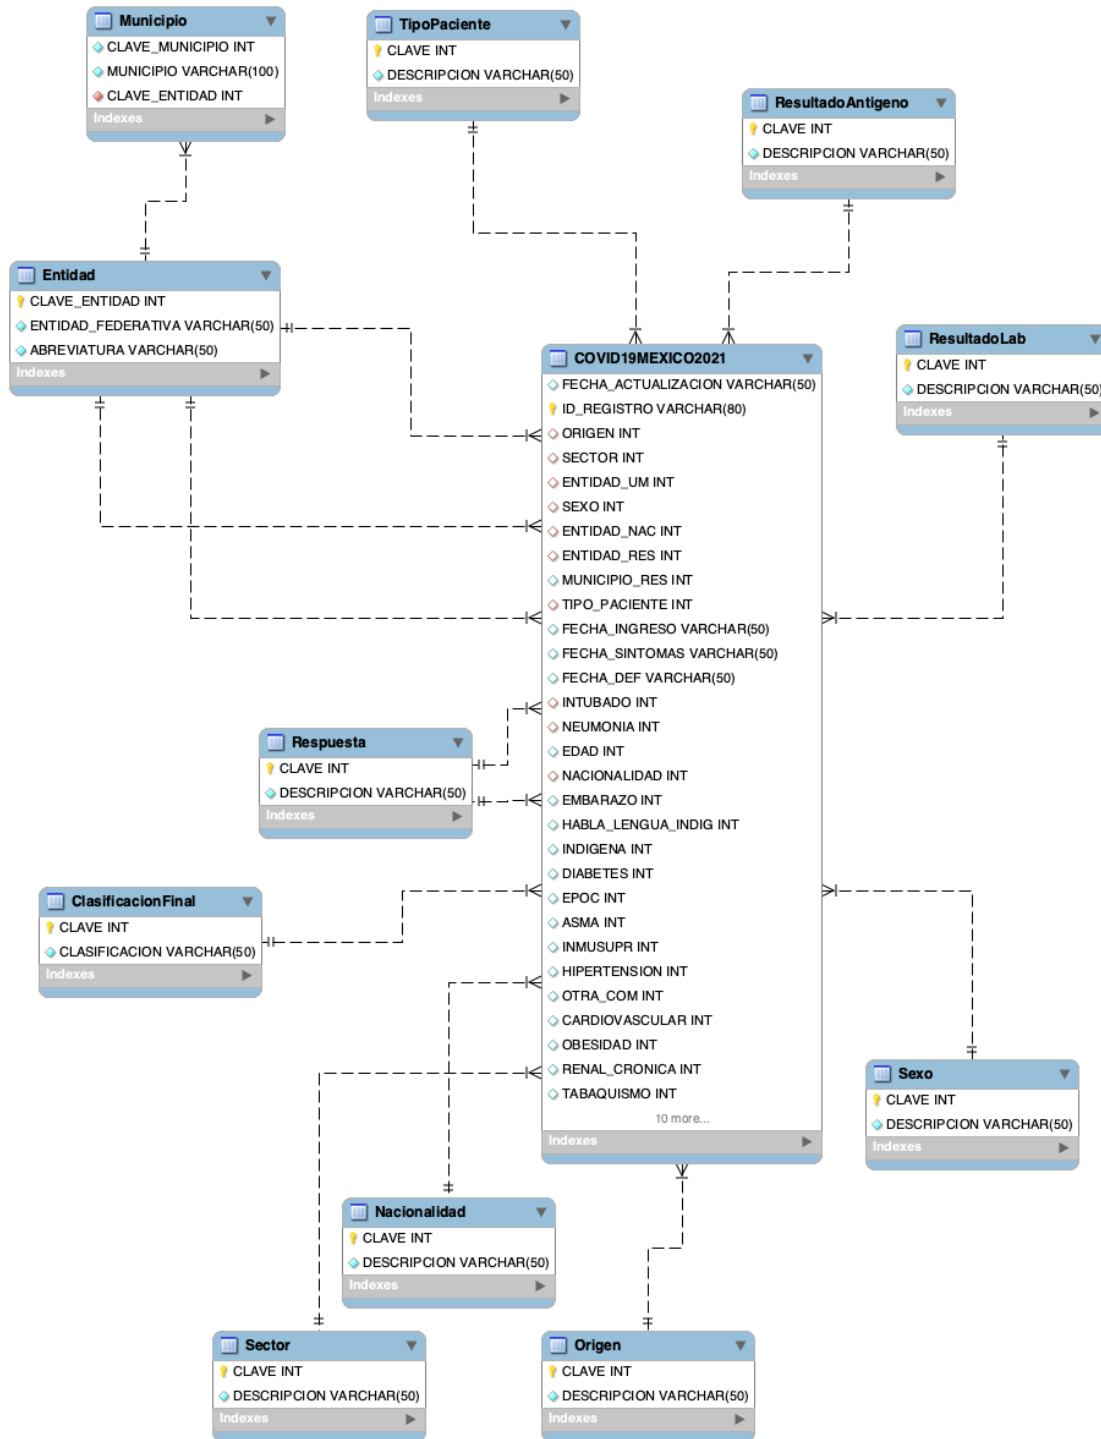 Municipio
CLAVE_MUNICIPIO INT
MUNICIPIO VARCHAR(100)
CLAVE_ENTIDAD INT
Indexes
TipoPaciente
CLAVE INT
DESCRIPCION VARCHAR(50)
Indexes
ResultadoAntigeno
CLAVE INT
DESCRIPCION VARCHAR(50)
Indexes
Entidad
CLAVE_ENTIDAD INT
ENTIDAD_FEDERATIVA VARCHAR(50)
ABREVIATURA VARCHAR(50)
Indexes
ResultadoLab
CLAVE INT
DESCRIPCION VARCHAR(50)
Indexes
COVID19MEXICO2021
FECHA_ACTUALIZACION VARCHAR(50)
ID_REGISTRO VARCHAR(80)
ORIGEN INT
SECTOR INT
ENTIDAD_UM INT
SEXO INT
ENTIDAD_NAC INT
ENTIDAD_RES INT
MUNICIPIO_RES INT
TIPO_PACIENTE INT
FECHA_INGRESO VARCHAR(50)
FECHA_SINTOMAS VARCHAR(50)
FECHA_DEF VARCHAR(50)
INTUBADO INT
NEUMONIA INT
EDAD INT
NACIONALIDAD INT
EMBARAZO INT
HABLA_LENGUA_INDIG INT
INDIGENA INT
DIABETES INT
EPOC INT
ASMA INT
INMUSUPR INT
HIPERTENSION INT
OTRA_COM INT
CARDIOVASCULAR INT
OBESIDAD INT
RENAL_CRONICA INT
TABAQUISMO INT
10 more...
Indexes
Respuesta
CLAVE INT
DESCRIPCION VARCHAR(50)
Indexes
ClasificacionFinal
CLAVE INT
CLASIFICACION VARCHAR(50)
Indexes
Sexo
CLAVE INT
DESCRIPCION VARCHAR(50)
Indexes
Nacionalidad
CLAVE INT
DESCRIPCION VARCHAR(50)
Indexes
Sector
CLAVE INT
DESCRIPCION VARCHAR(50)
Indexes
Origen
CLAVE INT
DESCRIPCION VARCHAR(50)
Indexes